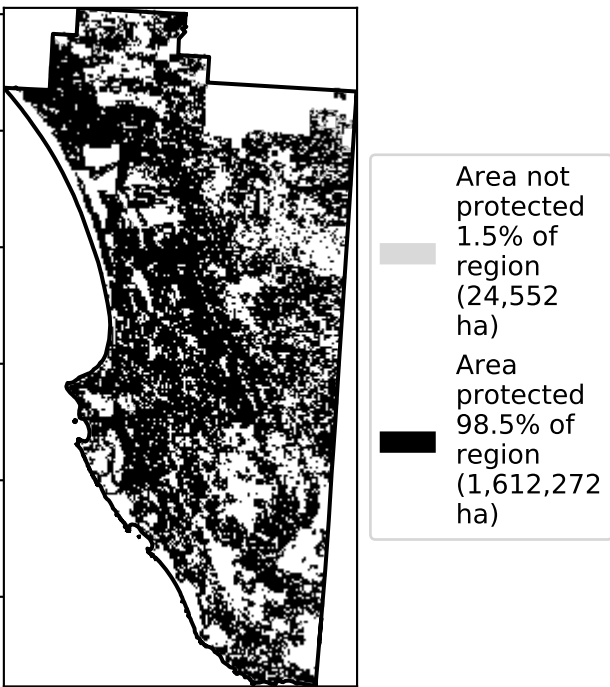 Area not
protected
1.5% of
region
(24,552
ha)
Area
protected
98.5% of
region
(1,612,272
ha)